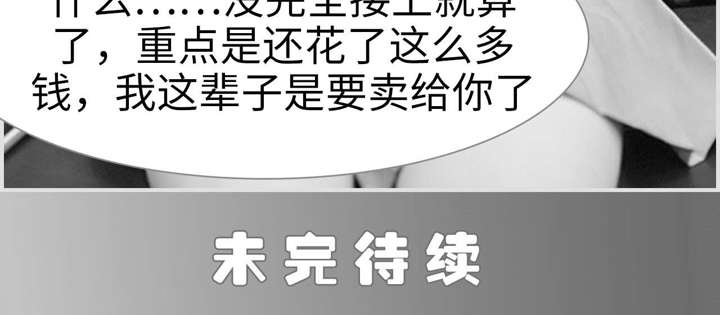 什么……没完全接上就算
了，重点是还花了这么多
钱，我这辈子是要卖给你了
未完待续